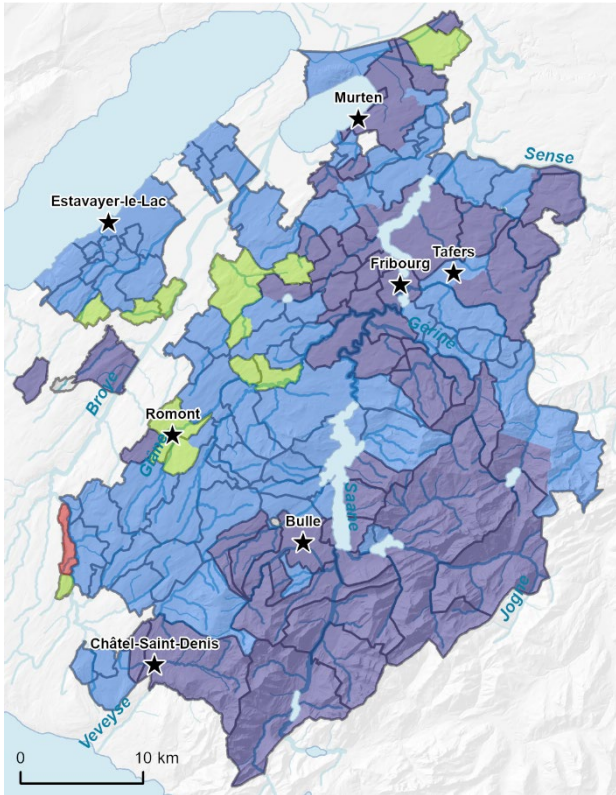 Murten
Sense
Estavayer-le-Lac
Tafers
Fribourg
Gérine
Broye
Romont
Glâne
Sarine
Bulle
Jogne
Châtel-Saint-Denis
Veveyse
0 10 km